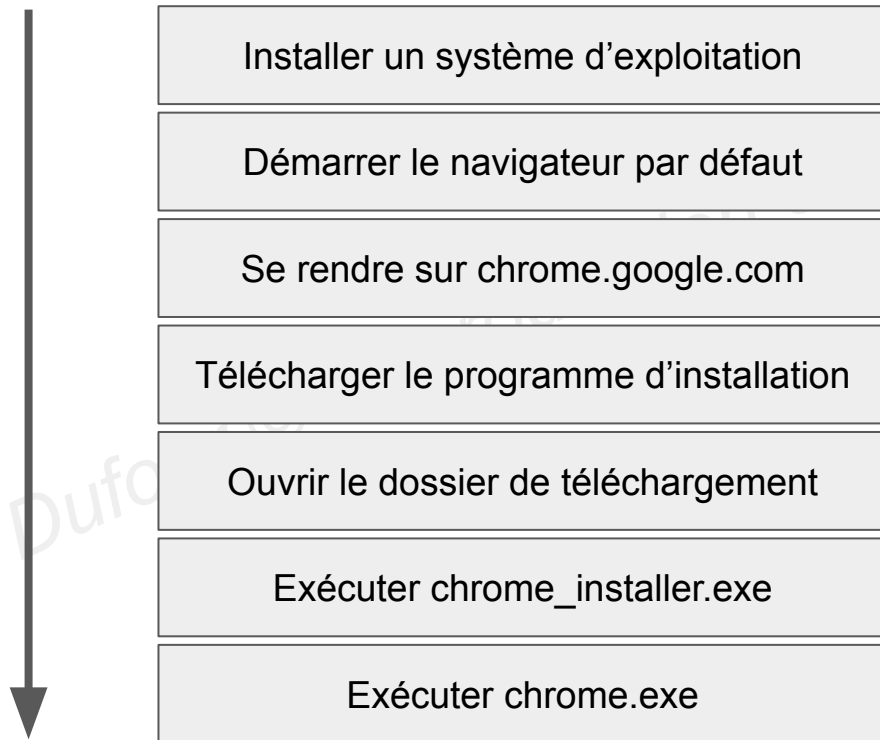 Installer un système d’exploitation
Démarrer le navigateur par défaut
Se rendre sur chrome.google.com
Télécharger le programme d’installation
Ouvrir le dossier de téléchargement
Exécuter chrome_installer.exe
Exécuter chrome.exe